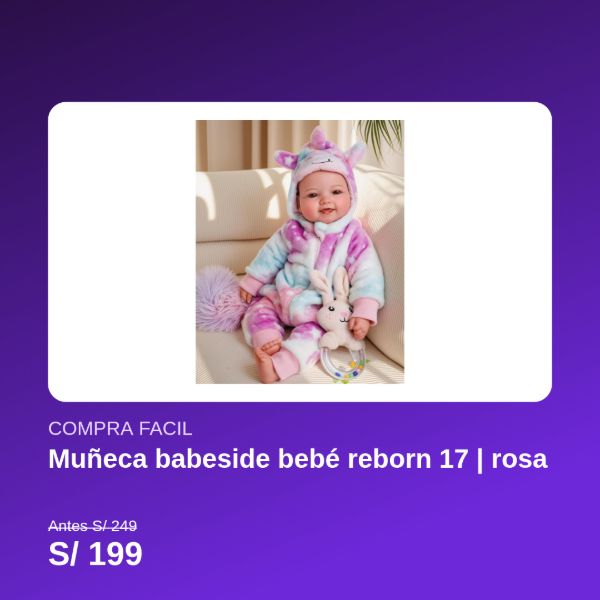 COMPRA FACIL
Muñeca babeside bebé reborn 17 | rosa
Antes S/ 249
S/ 199